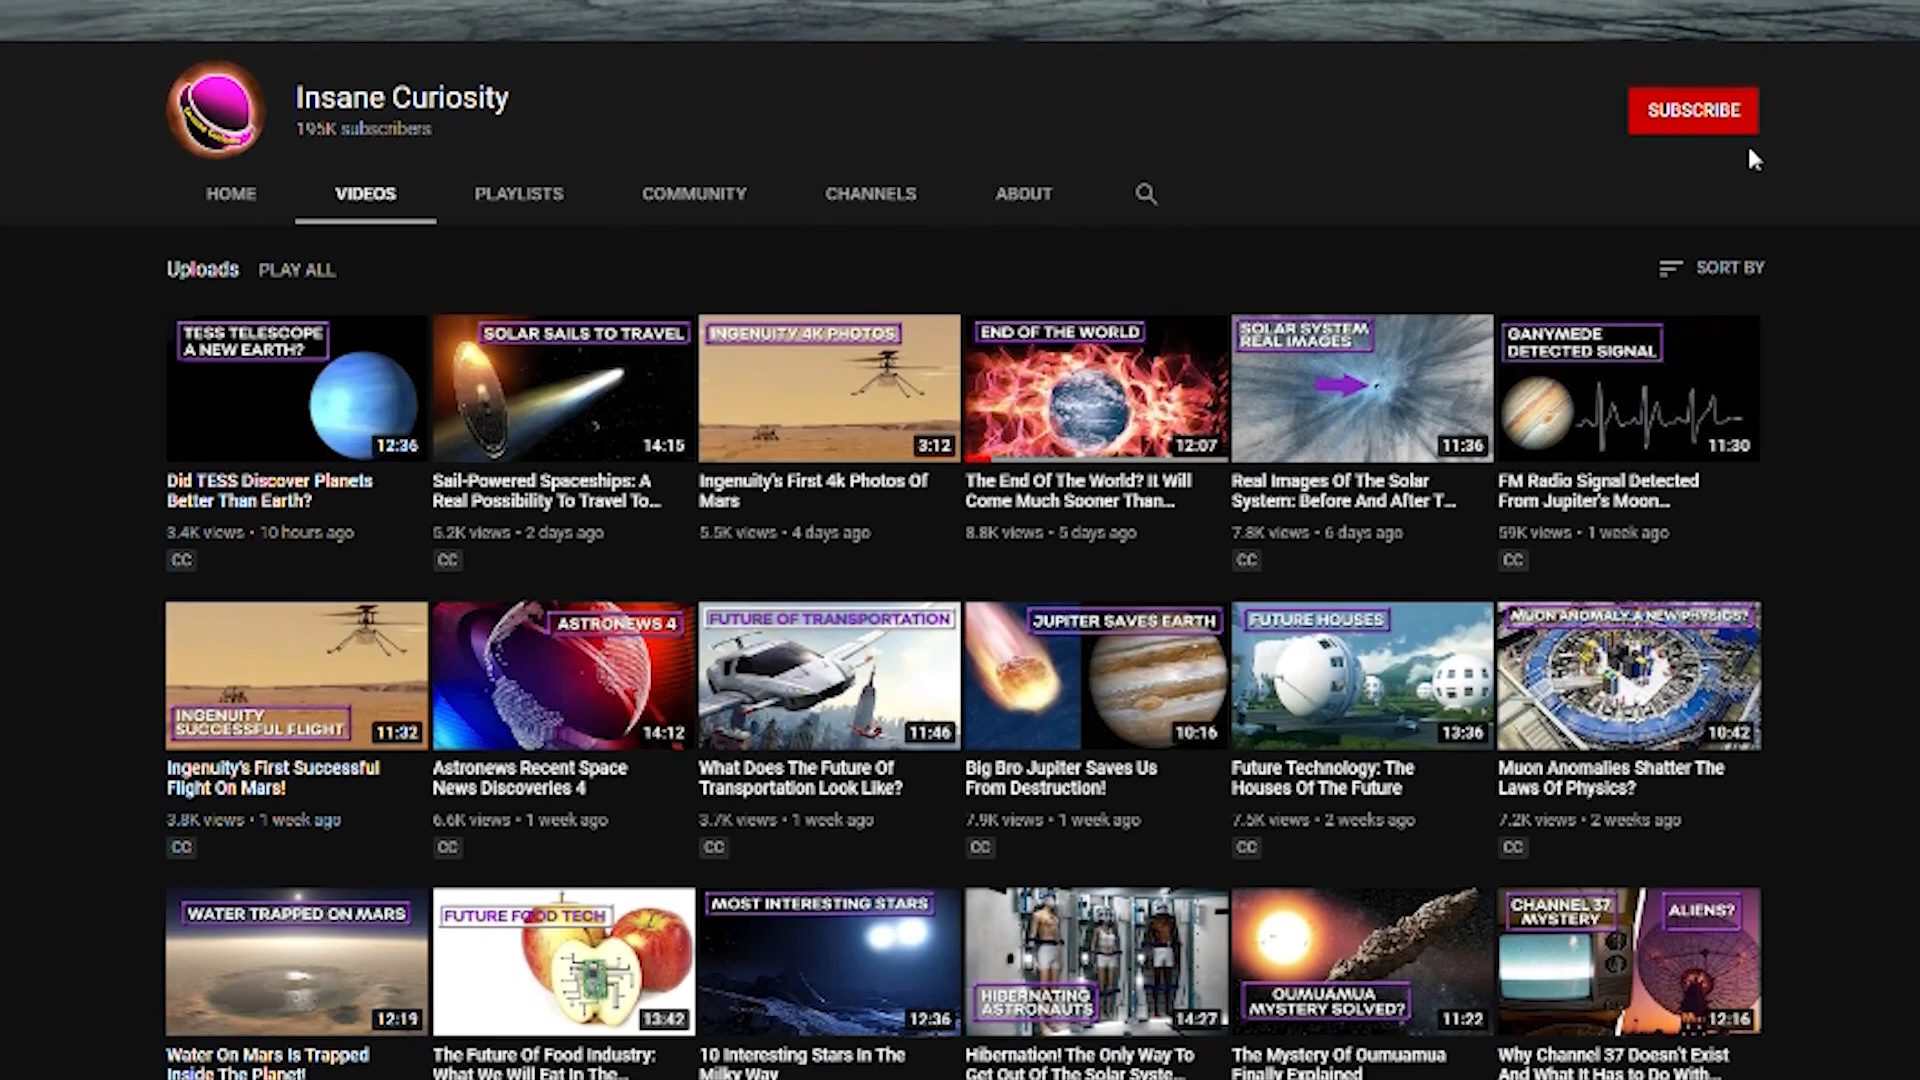 Insane Curiosity
195K subscribers
SUBSCRIBE
HOME VIDEOS PLAYLISTS COMMUNITY CHANNELS ABOUT
Uploads PLAY ALL
SORT BY
TESS TELESCOPE
A NEW EARTH?
12:36
SOLAR SAILS TO TRAVEL
14:15
INGENUITY 4K PHOTOS
3:12
END OF THE WORLD
12:07
SOLAR SYSTEM
REAL IMAGES
11:36
GANYMEDE
DETECTED SIGNAL
11:30
Did TESS Discover Planets
Better Than Earth?
3.4K views • 10 hours ago
CC
Sail-Powered Spaceships: A
Real Possibility To Travel To...
5.2K views • 2 days ago
CC
Ingenuity's First 4k Photos Of
Mars
5.5K views • 4 days ago
The End Of The World? It Will
Come Much Sooner Than...
8.8K views • 5 days ago
Real Images Of The Solar
System: Before And After T...
7.8K views • 6 days ago
CC
FM Radio Signal Detected
From Jupiter's Moon...
59K views • 1 week ago
CC
INGENUITY
SUCCESSFUL FLIGHT
11:32
ASTRONEWS 4
14:12
FUTURE OF TRANSPORTATION
11:46
JUPITER SAVES EARTH
10:16
FUTURE HOUSES
13:36
MUON ANOMALY: A NEW PHYSICS?
10:42
Ingenuity's First Successful
Flight On Mars!
3.8K views • 1 week ago
CC
Astronews Recent Space
News Discoveries 4
6.6K views • 1 week ago
CC
What Does The Future Of
Transportation Look Like?
3.7K views • 1 week ago
CC
Big Bro Jupiter Saves Us
From Destruction!
7.9K views • 1 week ago
CC
Future Technology: The
Houses Of The Future
7.5K views • 2 weeks ago
CC
Muon Anomalies Shatter The
Laws Of Physics?
7.2K views • 2 weeks ago
CC
WATER TRAPPED ON MARS
12:19
FUTURE FOOD TECH
13:42
MOST INTERESTING STARS
12:36
HIBERNATING
ASTRONAUTS
14:27
OUMUAMUA
MYSTERY SOLVED?
11:22
CHANNEL 37
MYSTERY
ALIENS?
12:16
Water On Mars Is Trapped
Inside The Planet!
The Future Of Food Industry:
What We Will Eat In The...
10 Interesting Stars In The
Milky Way
Hibernation! The Only Way To
Get Out Of The Solar Syste...
The Mystery Of Oumuamua
Finally Explained
Why Channel 37 Doesn't Exist
And What It Has to Do With...